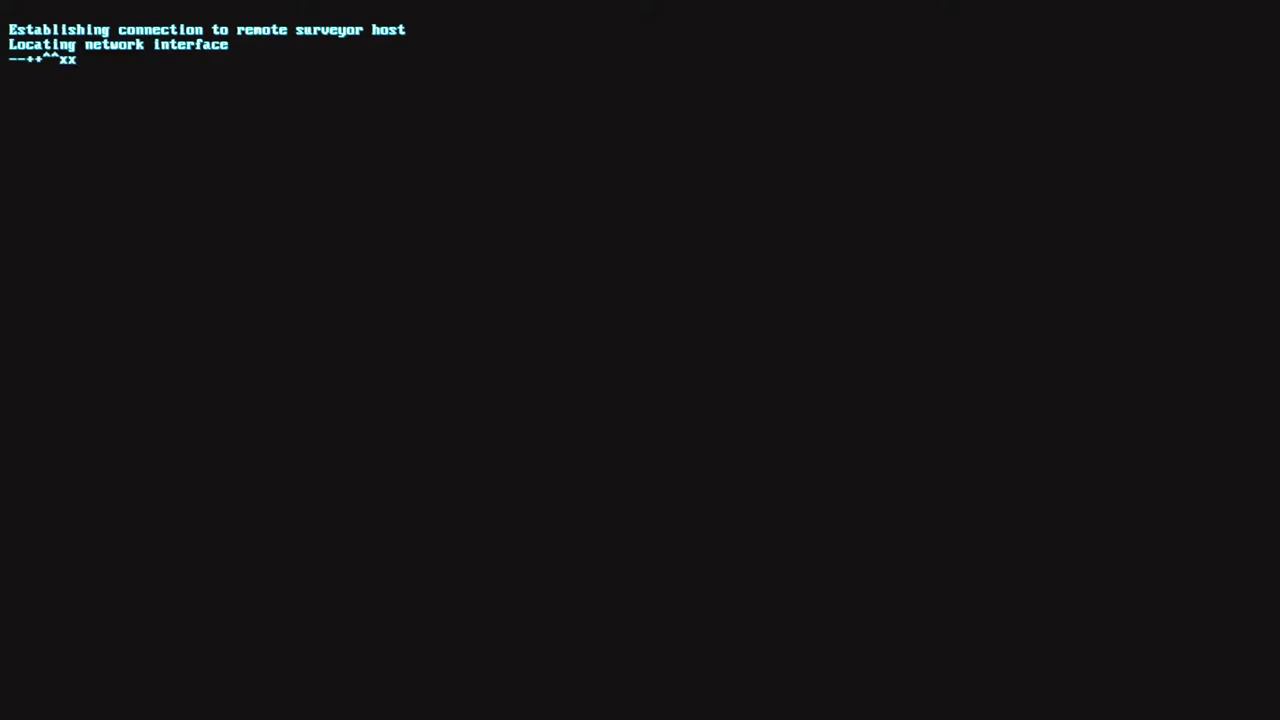 Establishing connection to remote surveyor host
Locating network interface
--++^^xx